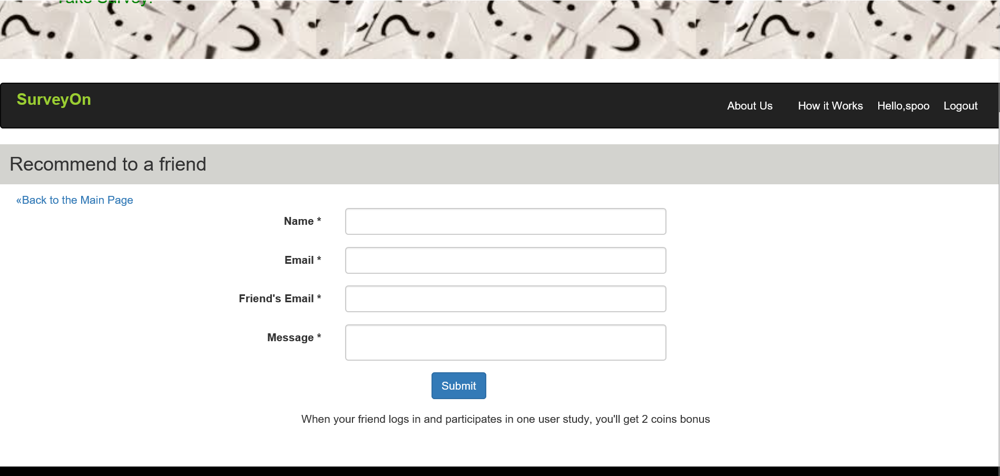 Take Survey!
SurveyOn
About Us How it Works Hello,spoo Logout
Recommend to a friend
«Back to the Main Page
Name *
Email *
Friend's Email *
Message *
Submit
When your friend logs in and participates in one user study, you'll get 2 coins bonus